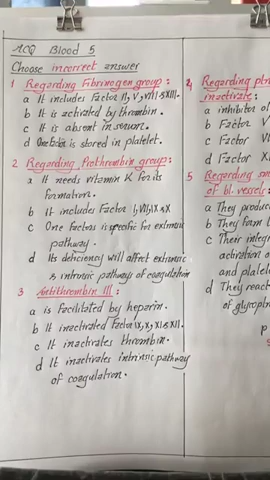 MCQ Blood 5
Choose incorrect answer
1 Regarding Fibrinogen group:
a It includes Factor I, V, VIII & XIII.
b It is activated by thrombin.
c It is absent in serum.
d One factor is stored in platelet.
2 Regarding Prothrombin group:
a It needs vitamin K for its
formation.
b It includes Factor I, VII, IX & X
c One factor is specific for extrinsic
pathway.
d Its deficiency will affect extrinsic
& intrinsic pathways of coagulation
3 Antithrombin III:
a is facilitated by heparin.
b It inactivated Factor IX, X, XI & XII.
c It inactivates thrombin.
d It inactivates intrinsic pathway
of coagulation.
4 Regarding
inactivate:
a inhibitor of
b Factor V
c Factor
d Factor
5 Regarding
of bl. vessels:
a They produc
b They form
c Their integr
activation o
and platele
d They react
of glycopr